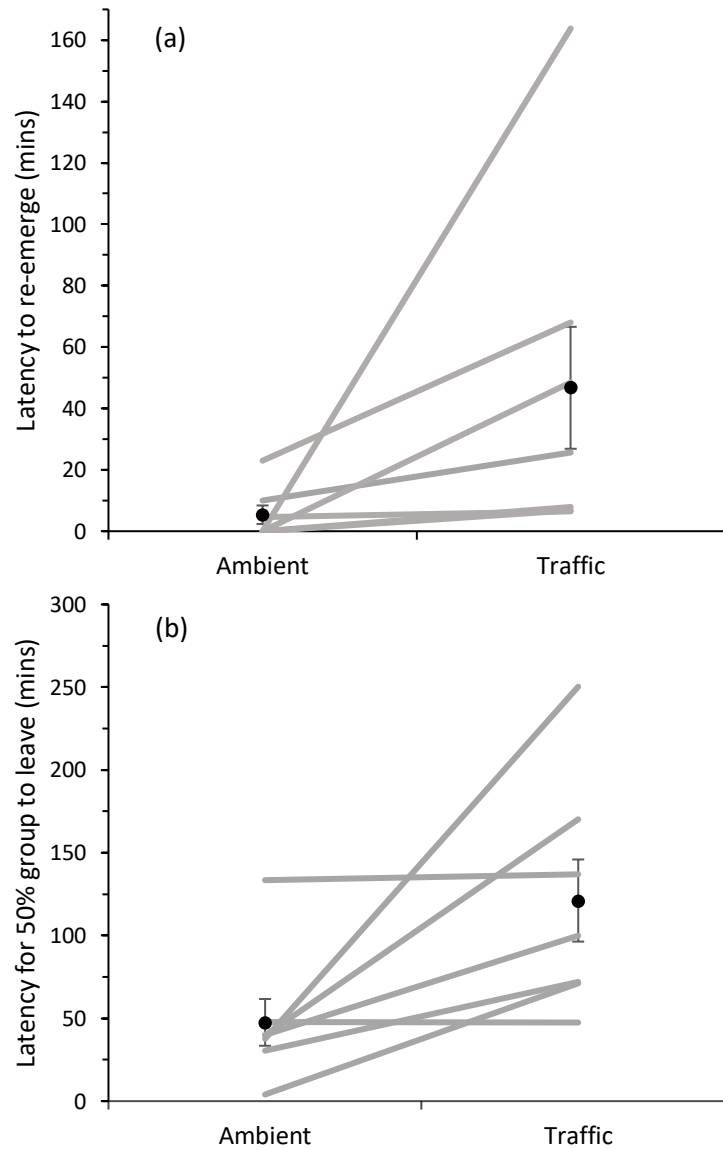 (a)
Latency to re-emerge (mins)
160
140
120
100
80
60
40
20
0
Ambient Traffic
(b)
Latency for 50% group to leave (mins)
300
250
200
150
100
50
0
Ambient Traffic